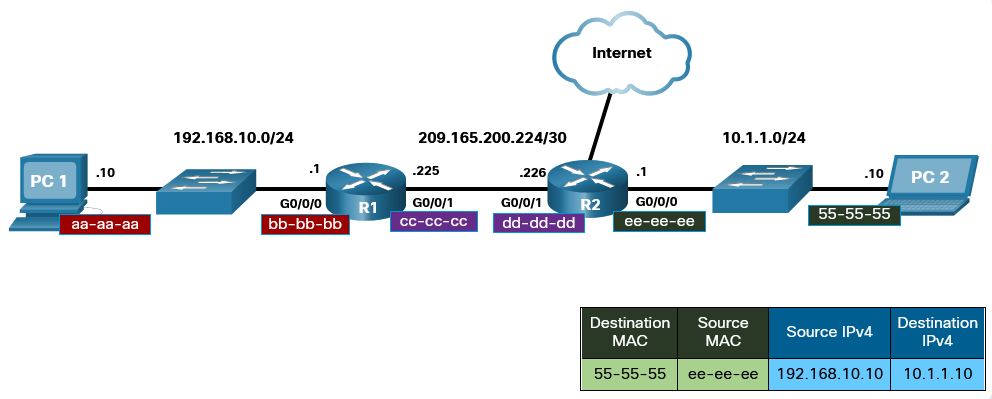 Internet
192.168.10.0/24
209.165.200.224/30
10.1.1.0/24
PC 1
.10
.1
.225
.226
.1
.10
PC 2
G0/0/0
R1
G0/0/1
G0/0/1
R2
G0/0/0
aa-aa-aa
bb-bb-bb
cc-cc-cc
dd-dd-dd
ee-ee-ee
55-55-55
Destination MAC
Source MAC
Source IPv4
Destination IPv4
55-55-55
ee-ee-ee
192.168.10.10
10.1.1.10